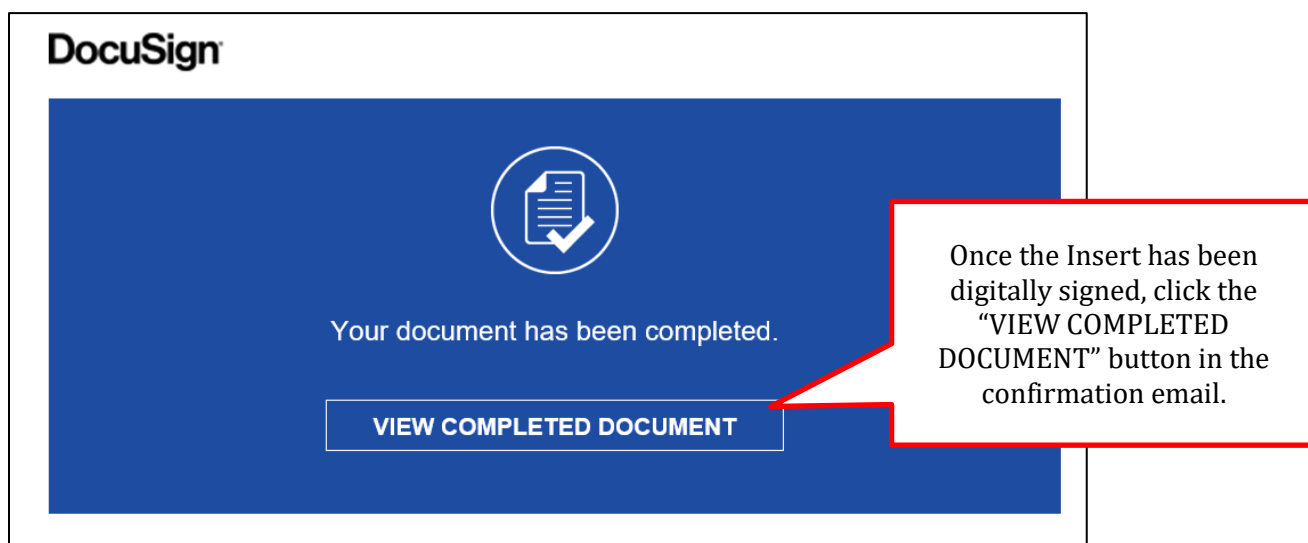 DocuSign
Your document has been completed.
VIEW COMPLETED DOCUMENT
Once the Insert has been
digitally signed, click the
“VIEW COMPLETED
DOCUMENT” button in the
confirmation email.